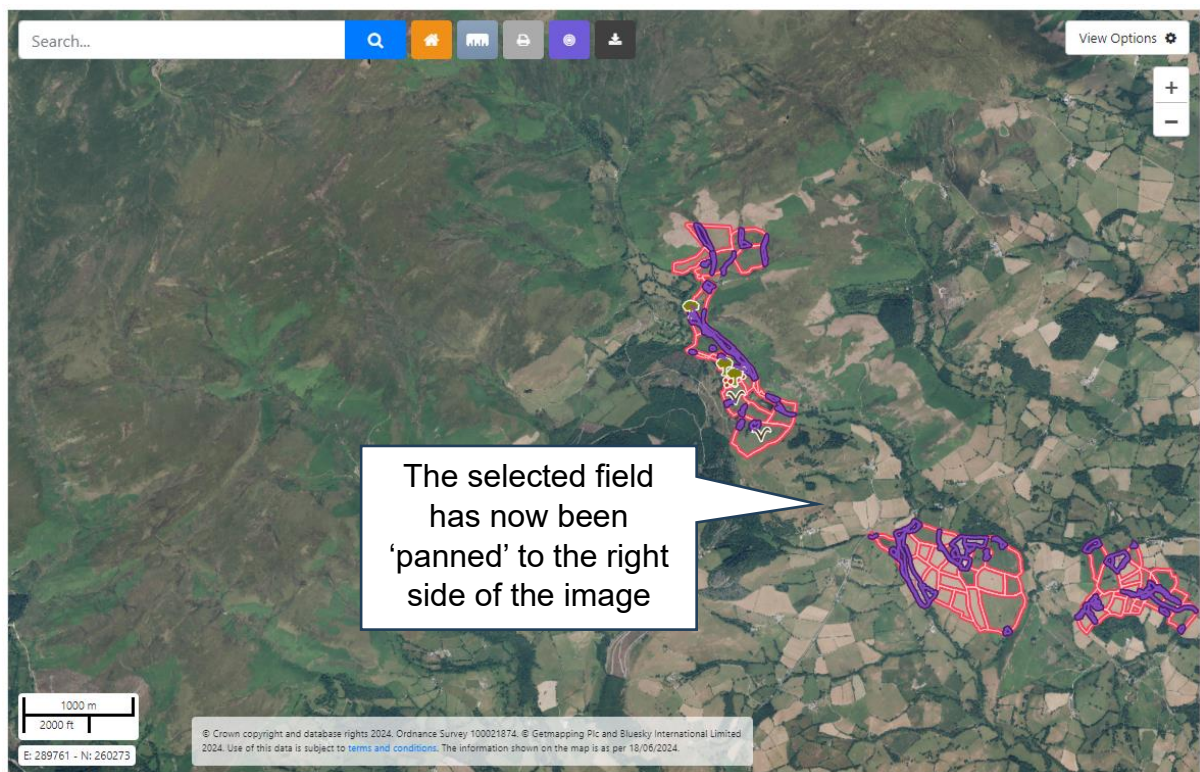 Search...
View Options
+
−
The selected field
has now been
‘panned’ to the right
side of the image
1000 m
2000 ft
E: 289761 - N: 260273
© Crown copyright and database rights 2024. Ordnance Survey 100021874. © Getmapping Plc and Bluesky International Limited
2024. Use of this data is subject to terms and conditions. The information shown on the map is as per 18/06/2024.